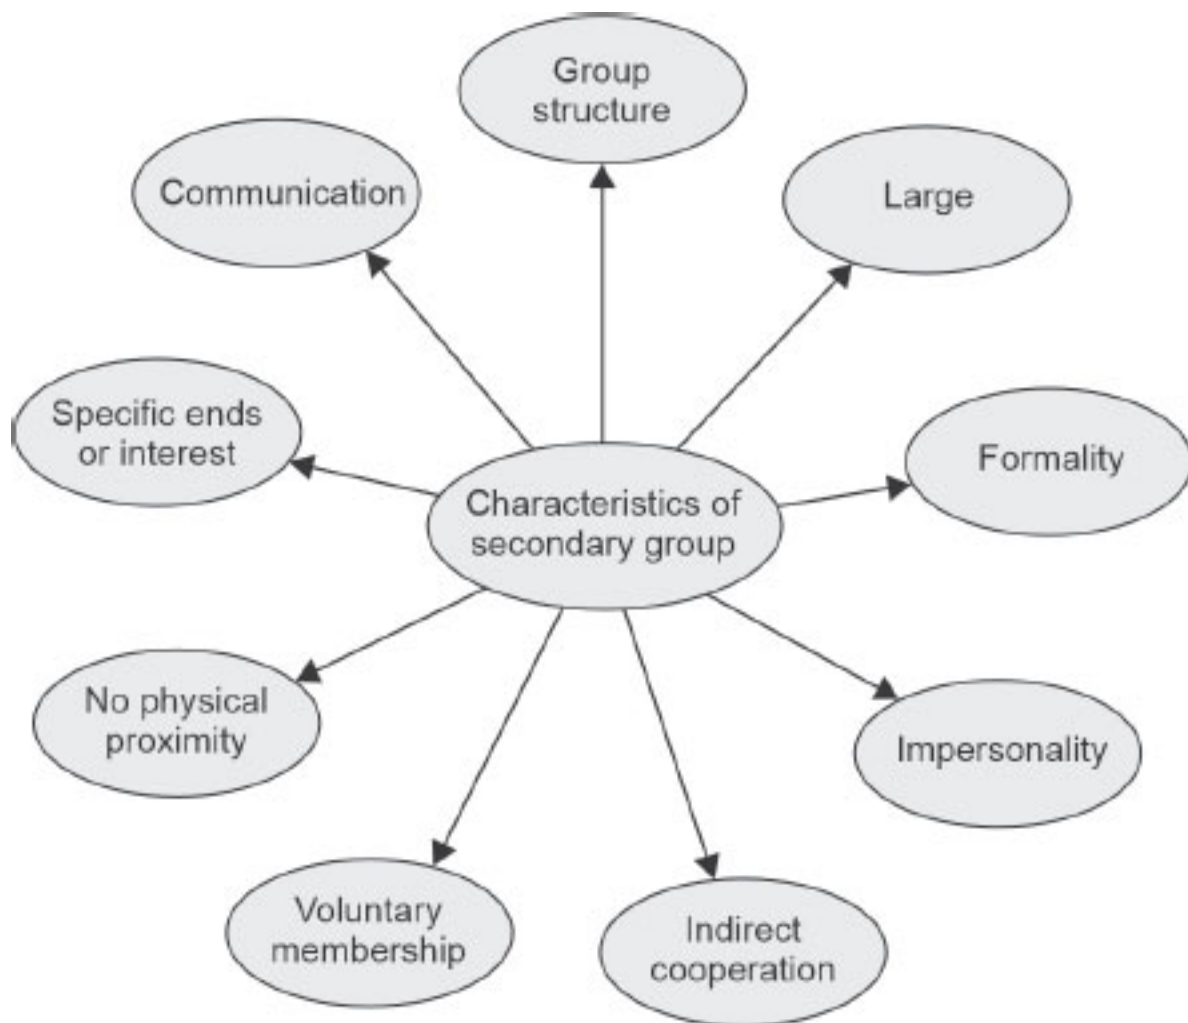 Group
structure
Communication
Large
Specific ends
or interest
Formality
Characteristics of
secondary group
No physical
proximity
Impersonality
Voluntary
membership
Indirect
cooperation